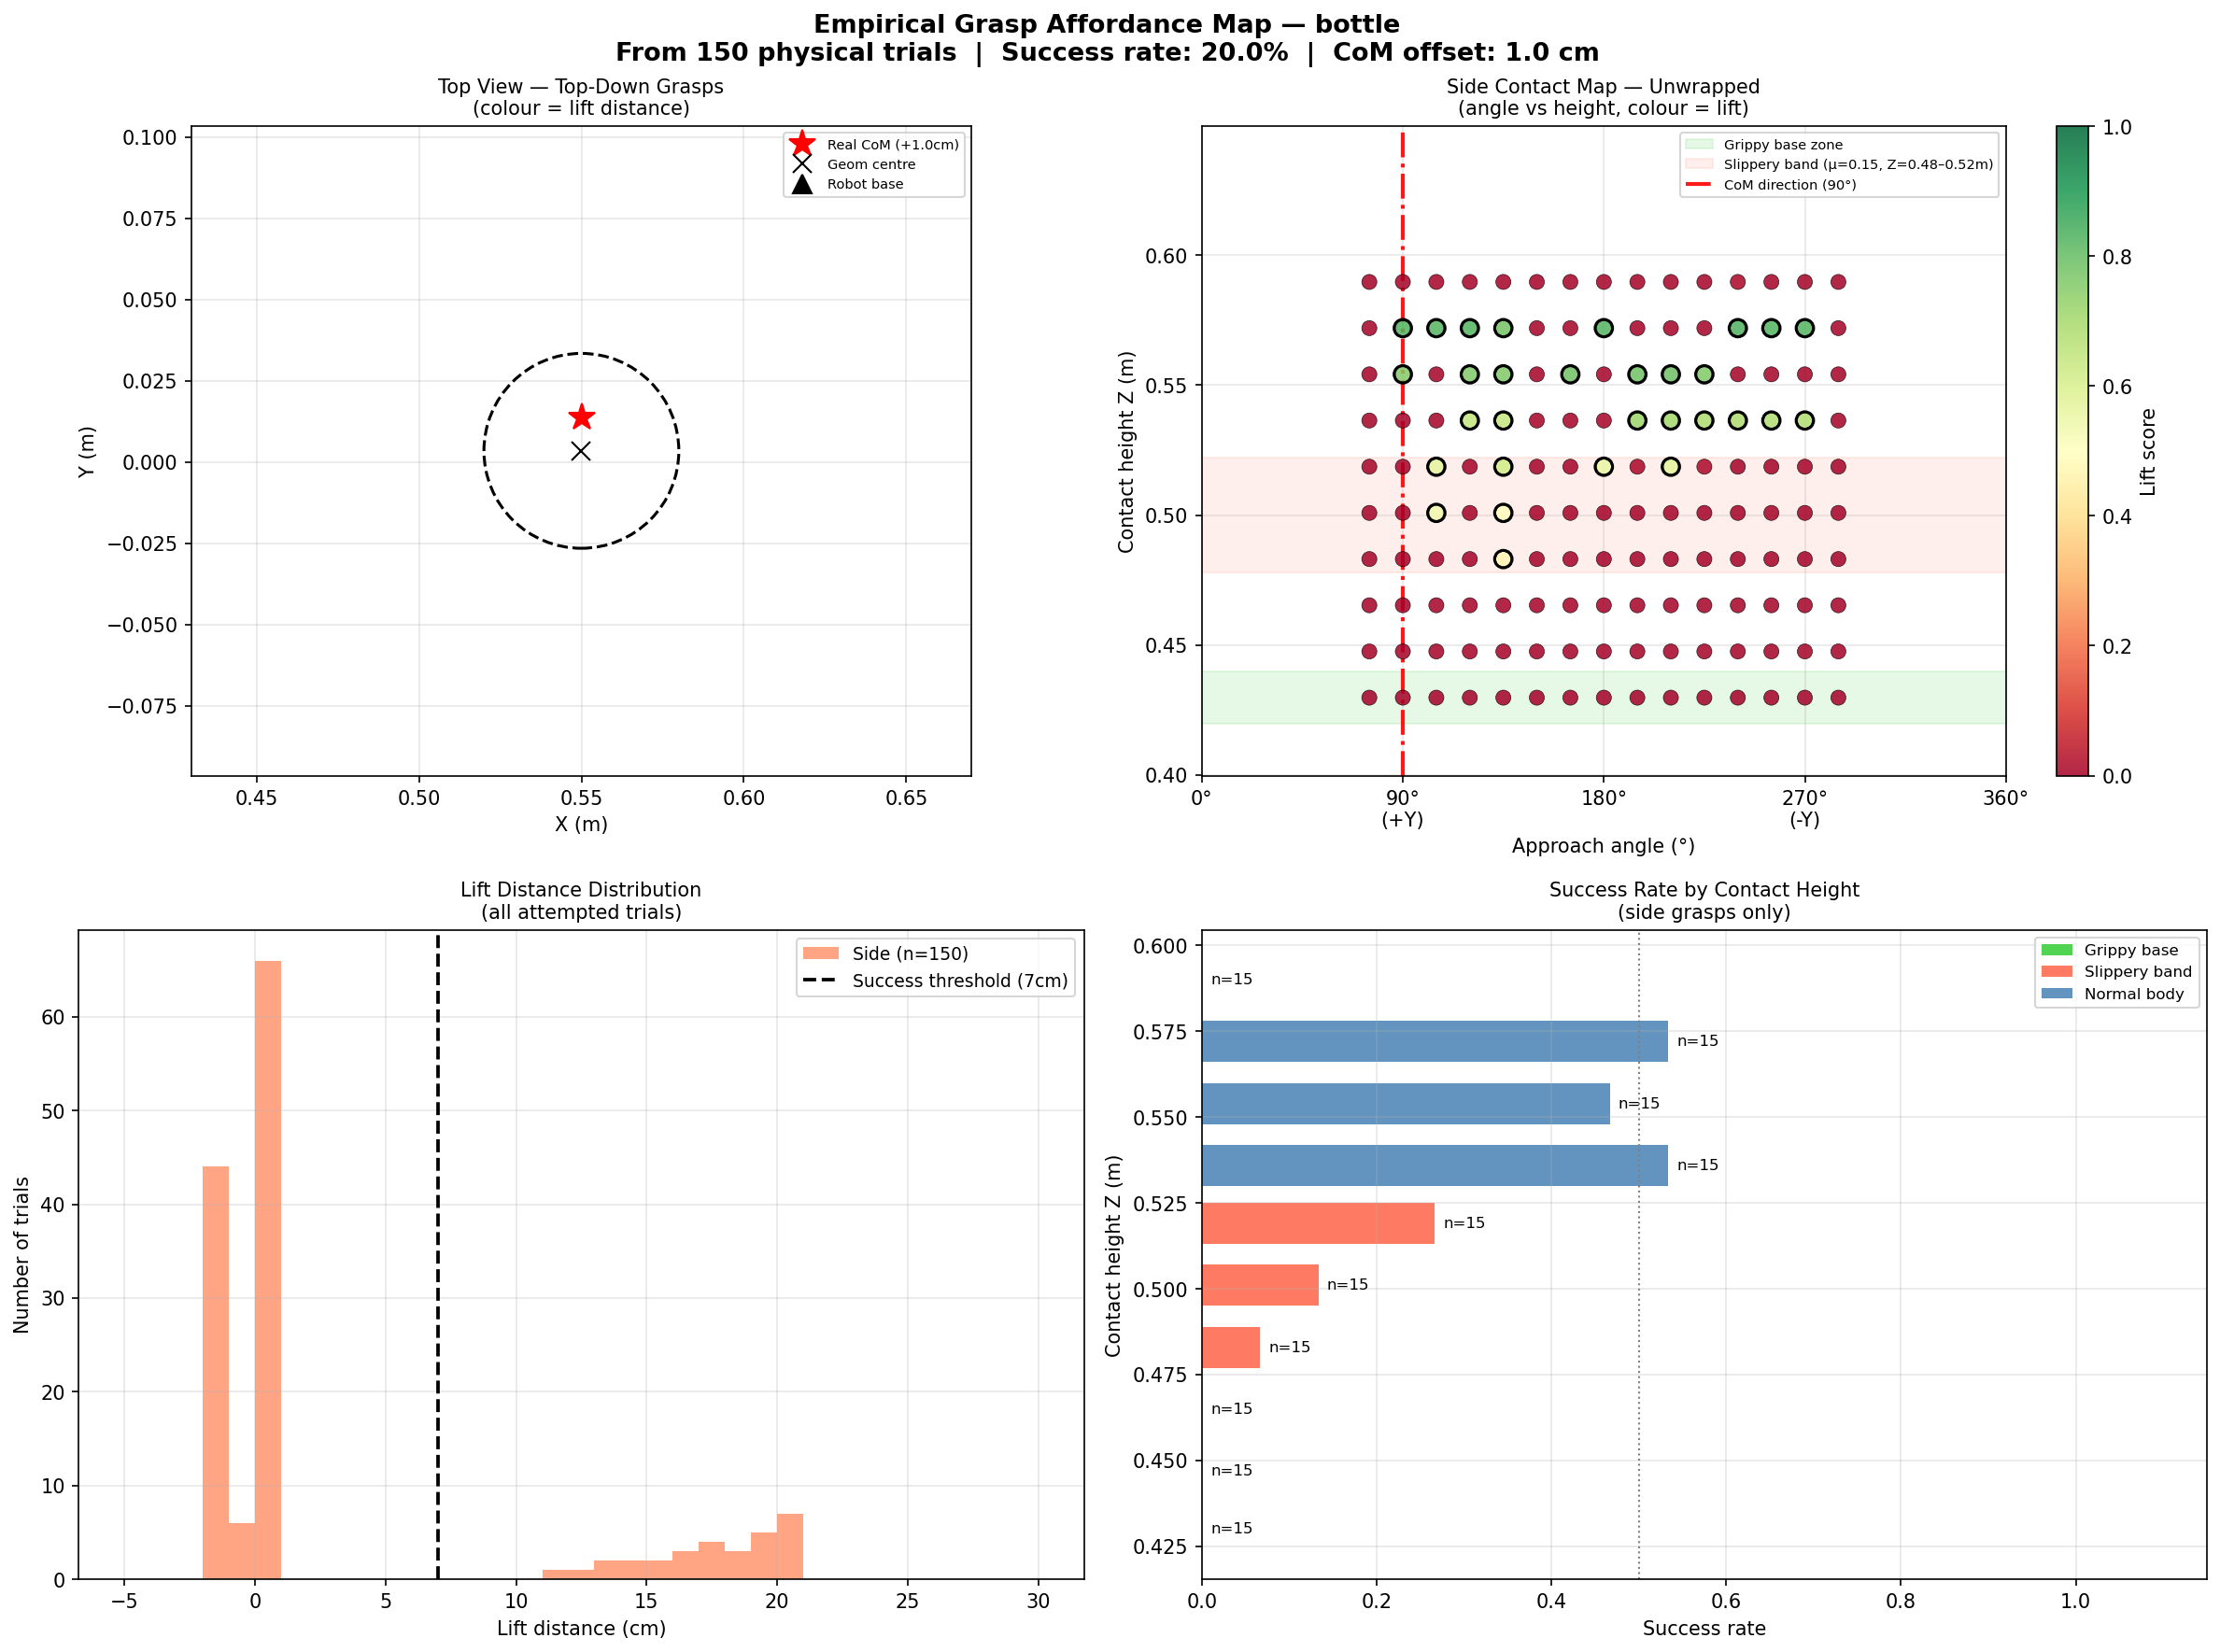 Empirical Grasp Affordance Map — bottle
From 150 physical trials | Success rate: 20.0% | CoM offset: 1.0 cm
Top View — Top-Down Grasps
(colour = lift distance)
Real CoM (+1.0cm)
Geom centre
Robot base
0.100
0.075
0.050
0.025
0.000
−0.025
−0.050
−0.075
Y (m)
0.45
0.50
0.55
0.60
0.65
X (m)
Side Contact Map — Unwrapped
(angle vs height, colour = lift)
Grippy base zone
Slippery band (μ=0.15, Z=0.48–0.52m)
CoM direction (90°)
0.60
0.55
0.50
0.45
0.40
Contact height Z (m)
0°
90°
(+Y)
180°
270°
(-Y)
360°
Approach angle (°)
1.0
0.8
0.6
0.4
0.2
0.0
Lift score
Lift Distance Distribution
(all attempted trials)
Side (n=150)
Success threshold (7cm)
60
50
40
30
20
10
0
Number of trials
−5
0
5
10
15
20
25
30
Lift distance (cm)
Success Rate by Contact Height
(side grasps only)
Grippy base
Slippery band
Normal body
0.600
0.575
0.550
0.525
0.500
0.475
0.450
0.425
Contact height Z (m)
n=15
n=15
n=15
n=15
n=15
n=15
n=15
n=15
n=15
n=15
0.0
0.2
0.4
0.6
0.8
1.0
Success rate